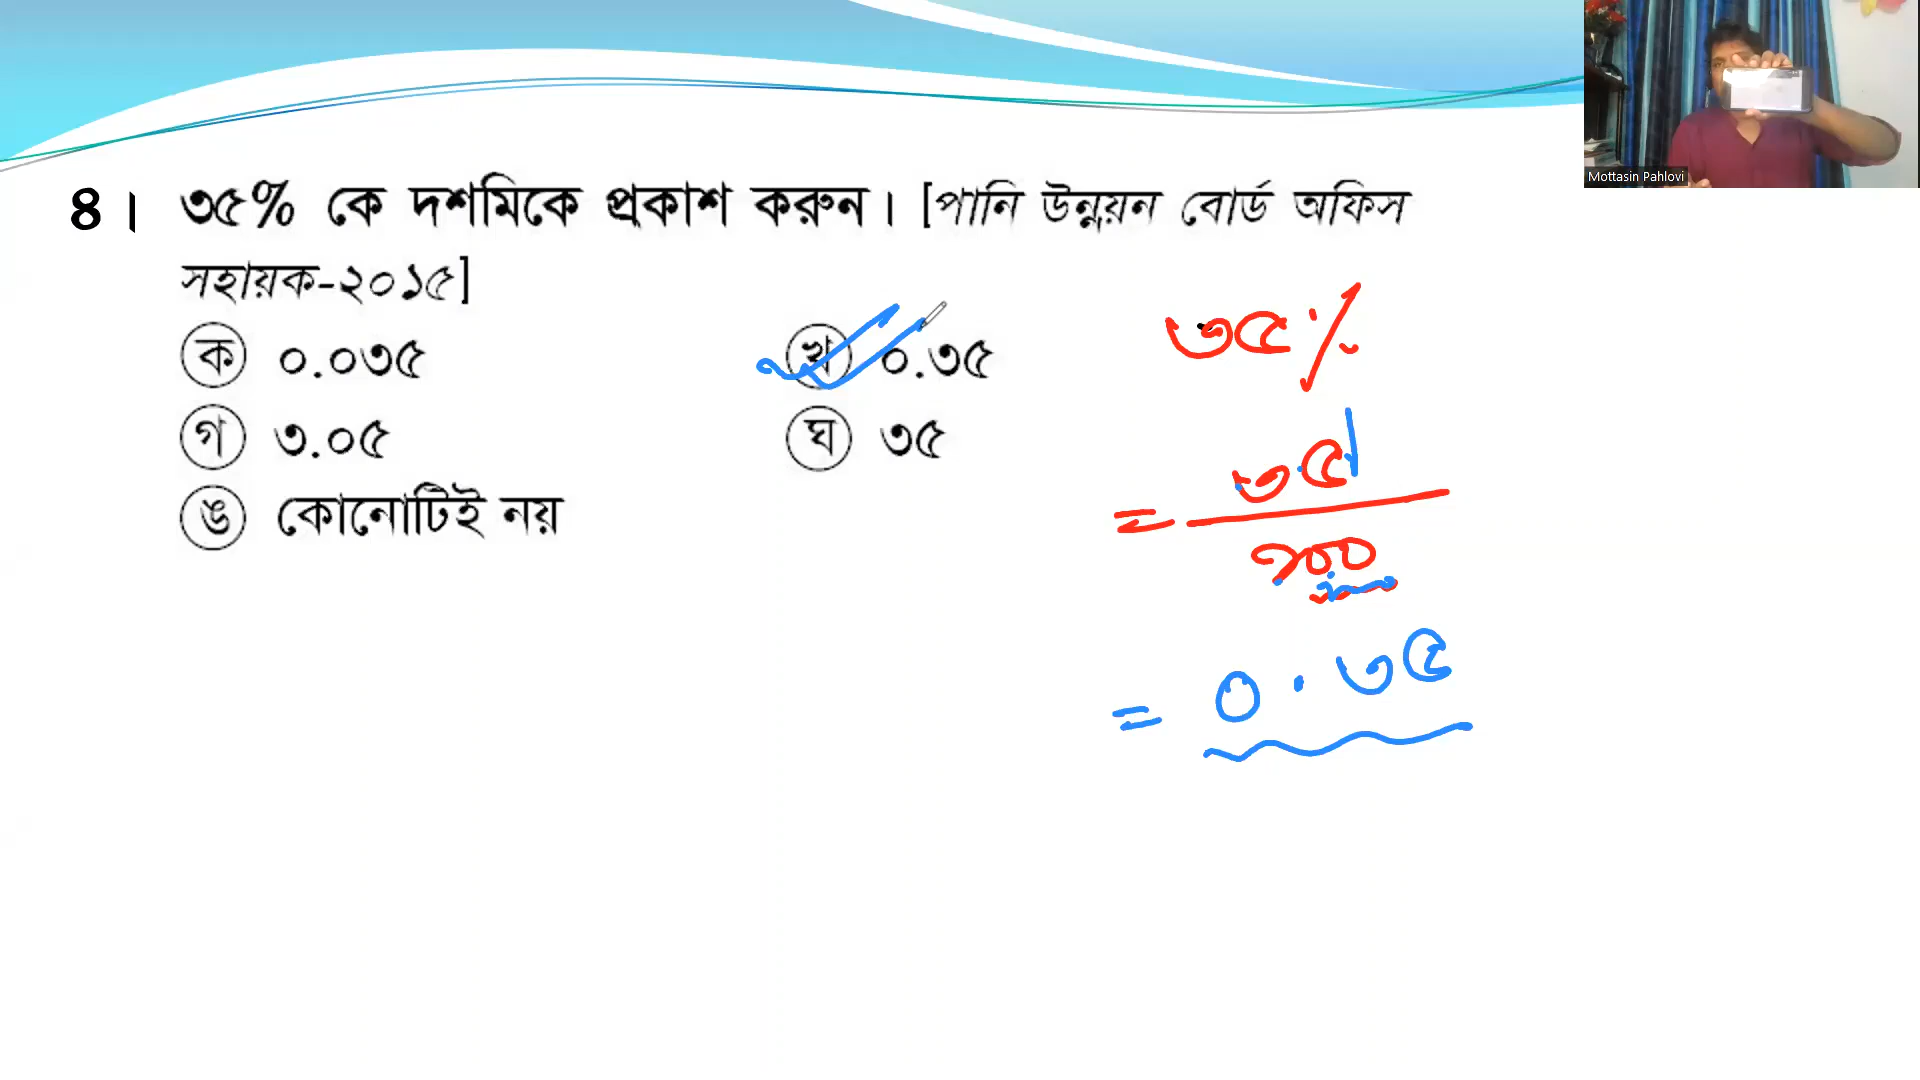 Mottasin Pahlovi
৪। ৩৫% কে দশমিকে প্রকাশ করুন। [পানি উন্নয়ন বোর্ড অফিস
সহায়ক-২০১৫]
ক ০.০৩৫ খ ০.৩৫
গ ৩.০৫ ঘ ৩৫
ঙ কোনোটিই নয়
৩৫%
= ৩৫
১০০
= ০.৩৫